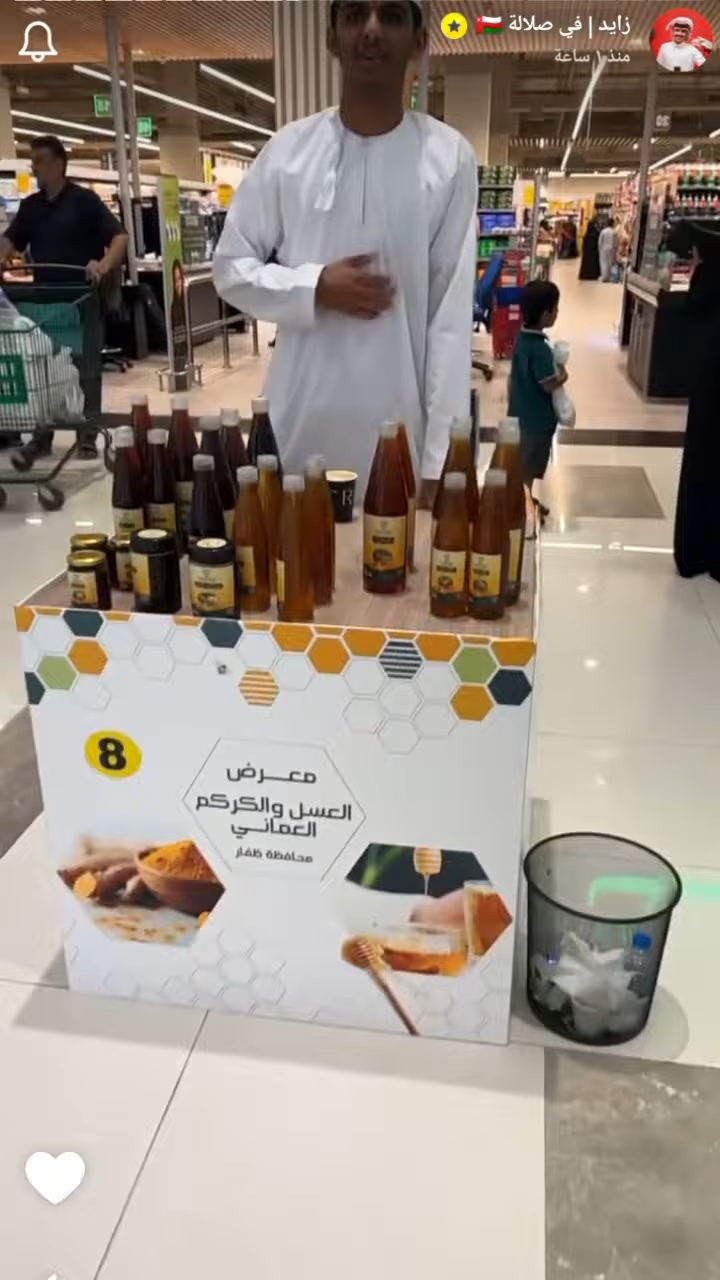 زايد | في صلالة 🇴🇲
منذ ١ ساعة
8
معرض
العسل والكركم
العماني
محافظة ظفار